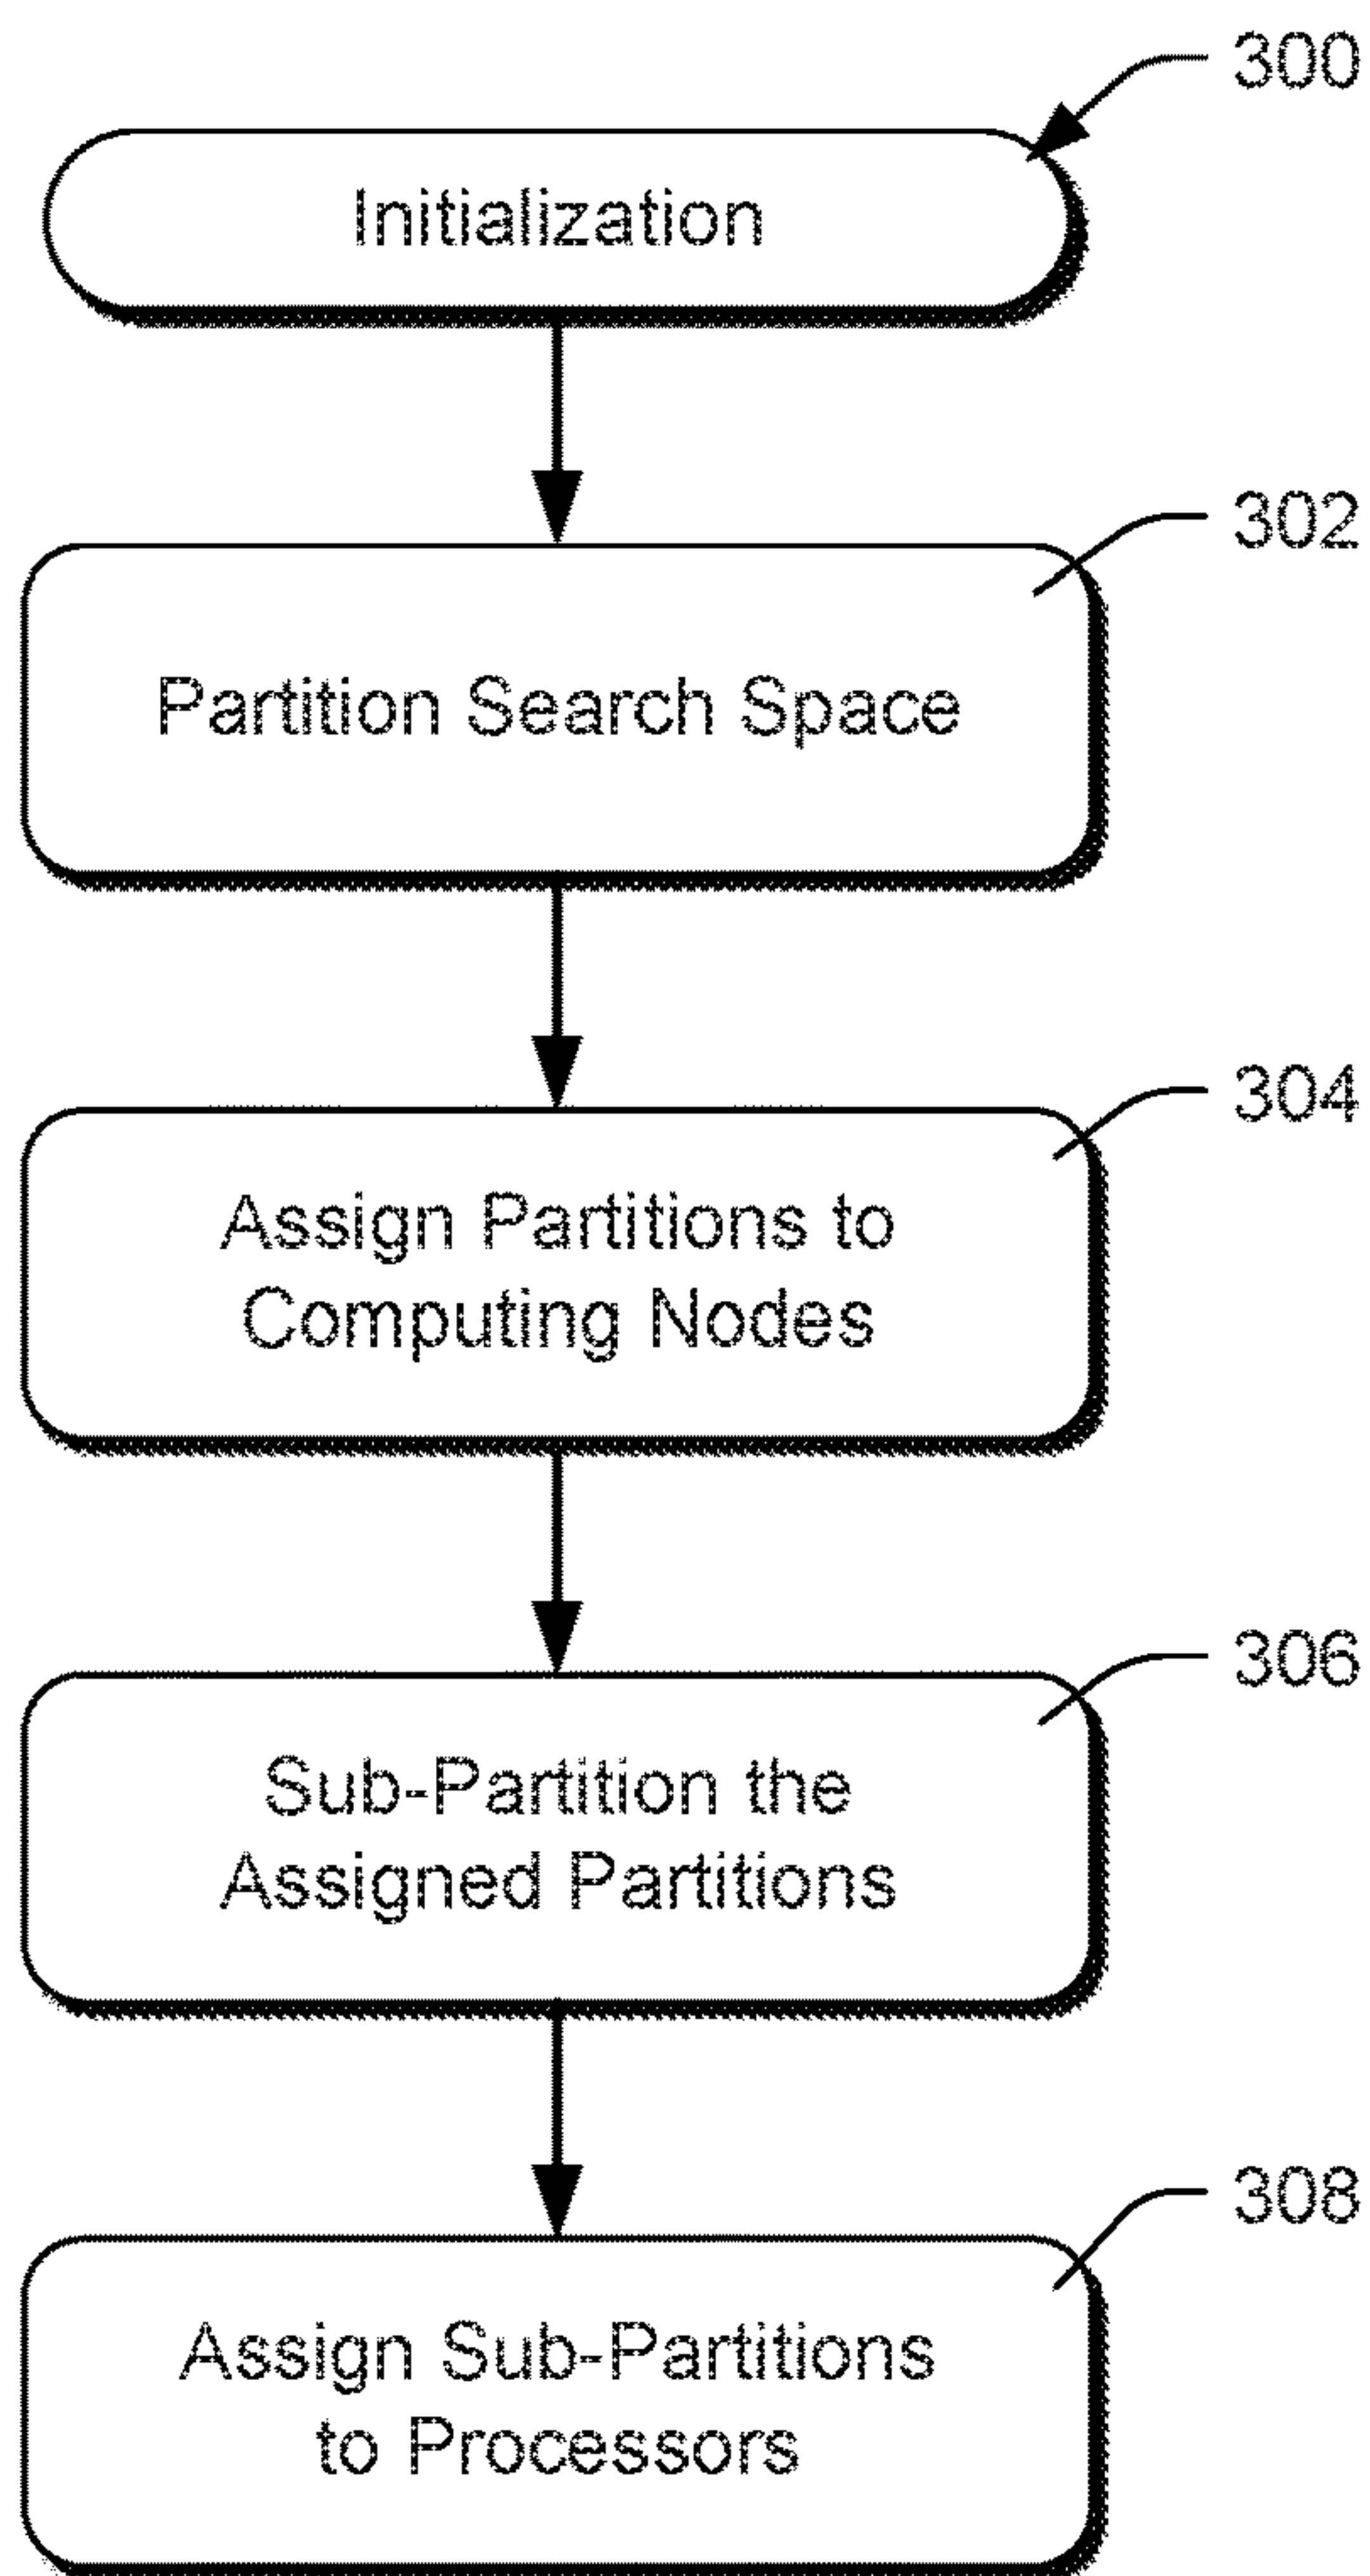 300
Initialization
302
Partition Search Space
304
Assign Partitions to
Computing Nodes
306
Sub-Partition the
Assigned Partitions
308
Assign Sub-Partitions
to Processors